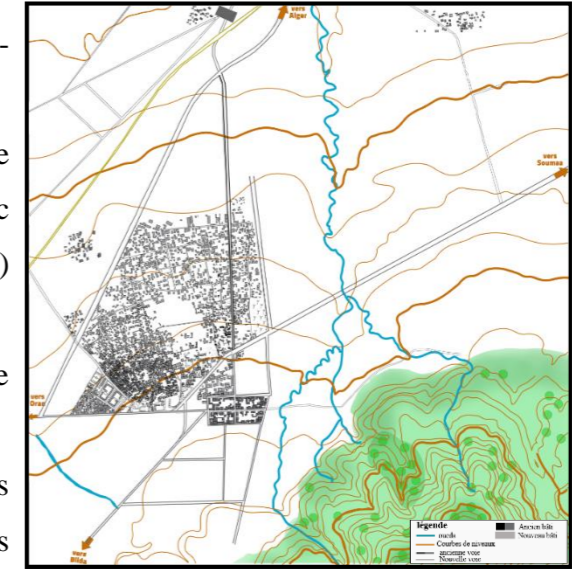 -
e
c
)
e
s
s
vers
Alger
vers
Soumaa
vers
Oran
vers
Blida
légende
oueds
Courbes de niveaux
ancienne voie
Nouvelle voie
Ancien bâti
Nouveau bâti